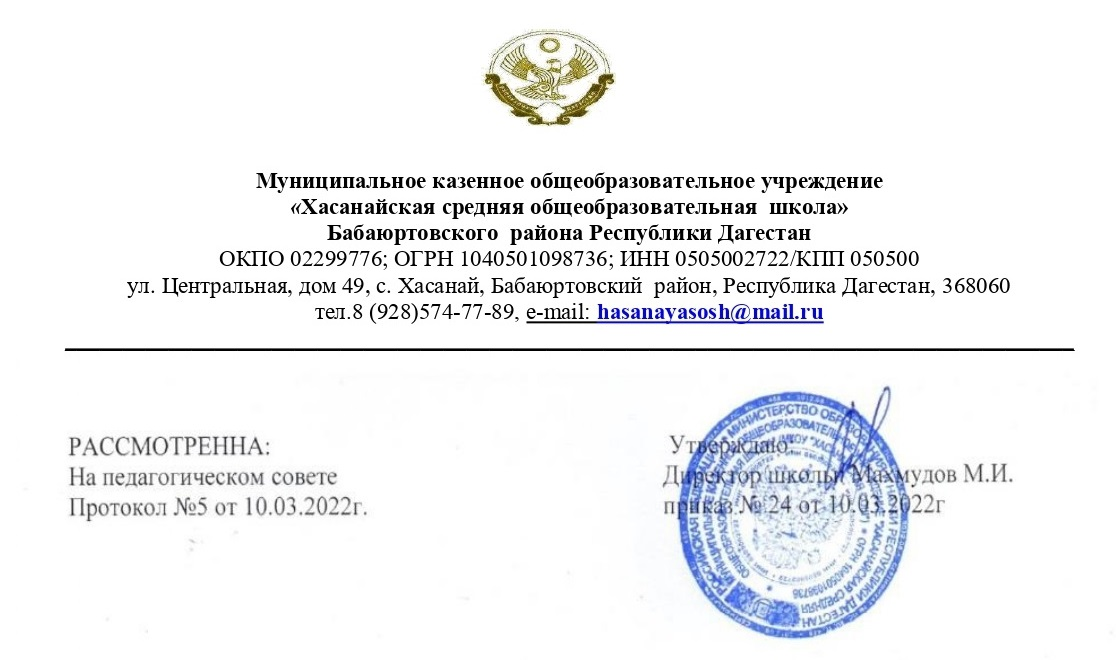 Муниципальное казенное общеобразовательное учреждение
«Хасанайская средняя общеобразовательная школа»
Бабаюртовского района Республики Дагестан
ОКПО 02299776; ОГРН 1040501098736; ИНН 0505002722/КПП 050500
ул. Центральная, дом 49, с. Хасанай, Бабаюртовский район, Республика Дагестан, 368060
тел.8 (928)574-77-89, e-mail: hasanayasosh@mail.ru
РАССМОТРЕННА:
На педагогическом совете
Протокол №5 от 10.03.2022г.
Утверждаю:
Директор школы: Махмудов М.И.
приказ № 24 от 10.03.2022г